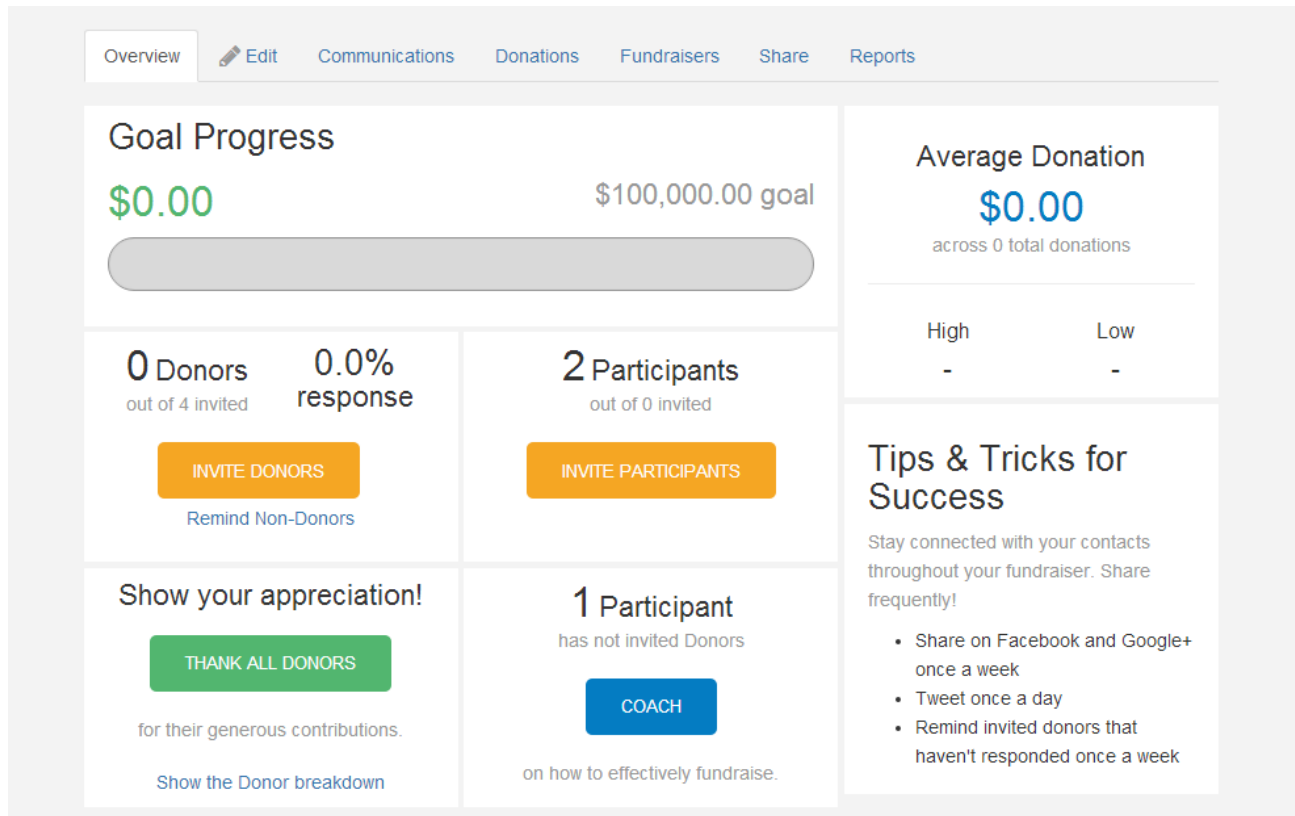 Overview Edit Communications Donations Fundraisers Share Reports
Goal Progress
$0.00 $100,000.00 goal
0 Donors 0.0%
out of 4 invited response
INVITE DONORS
Remind Non-Donors
2 Participants
out of 0 invited
INVITE PARTICIPANTS
Show your appreciation!
THANK ALL DONORS
for their generous contributions.
Show the Donor breakdown
1 Participant
has not invited Donors
COACH
on how to effectively fundraise.
Average Donation
$0.00
across 0 total donations
High Low
- -
Tips & Tricks for
Success
Stay connected with your contacts
throughout your fundraiser. Share
frequently!
• Share on Facebook and Google+
once a week
• Tweet once a day
• Remind invited donors that
haven't responded once a week